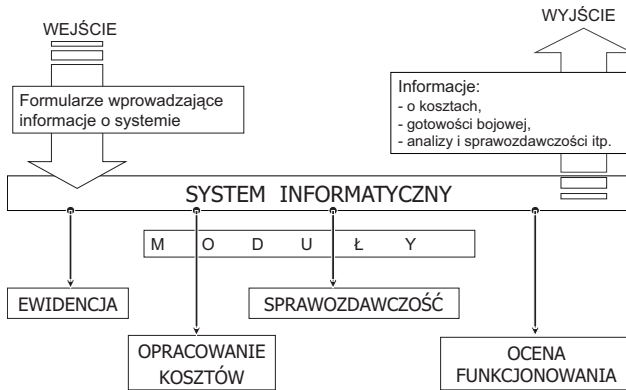 WEJŚCIE
WYJŚCIE
Formularze wprowadzające
informacje o systemie
Informacje:
- o kosztach,
- gotowości bojowej,
- analizy i sprawozdawczości itp.
SYSTEM INFORMATYCZNY
M O D U Ł Y
EWIDENCJA
SPRAWOZDAWCZOŚĆ
OPRACOWANIE
KOSZTÓW
OCENA
FUNKCJONOWANIA